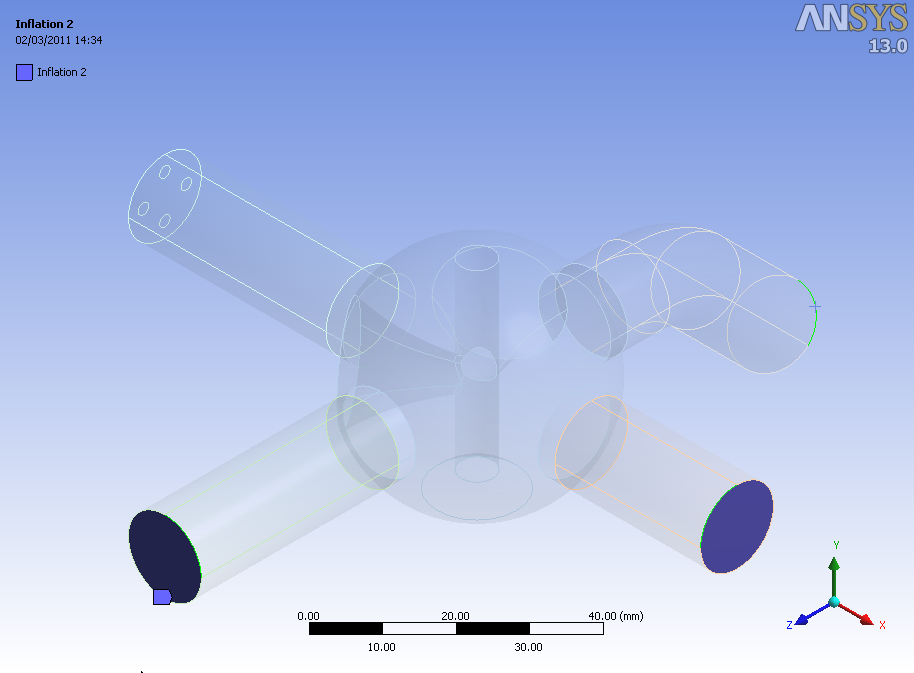 Inflation 2
02/03/2011 14:34
Inflation 2
ANSYS
13.0
0.00 20.00 40.00 (mm)
10.00 30.00
Y
Z X